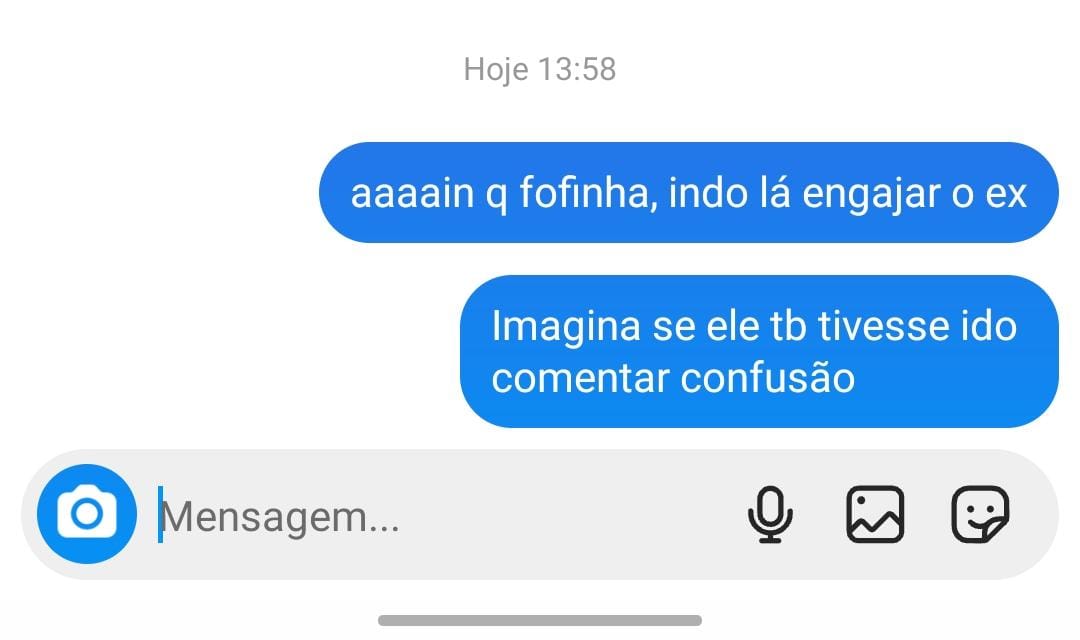 Hoje 13:58
aaaain q fofinha, indo lá engajar o ex
Imagina se ele tb tivesse ido
comentar confusão
Mensagem...